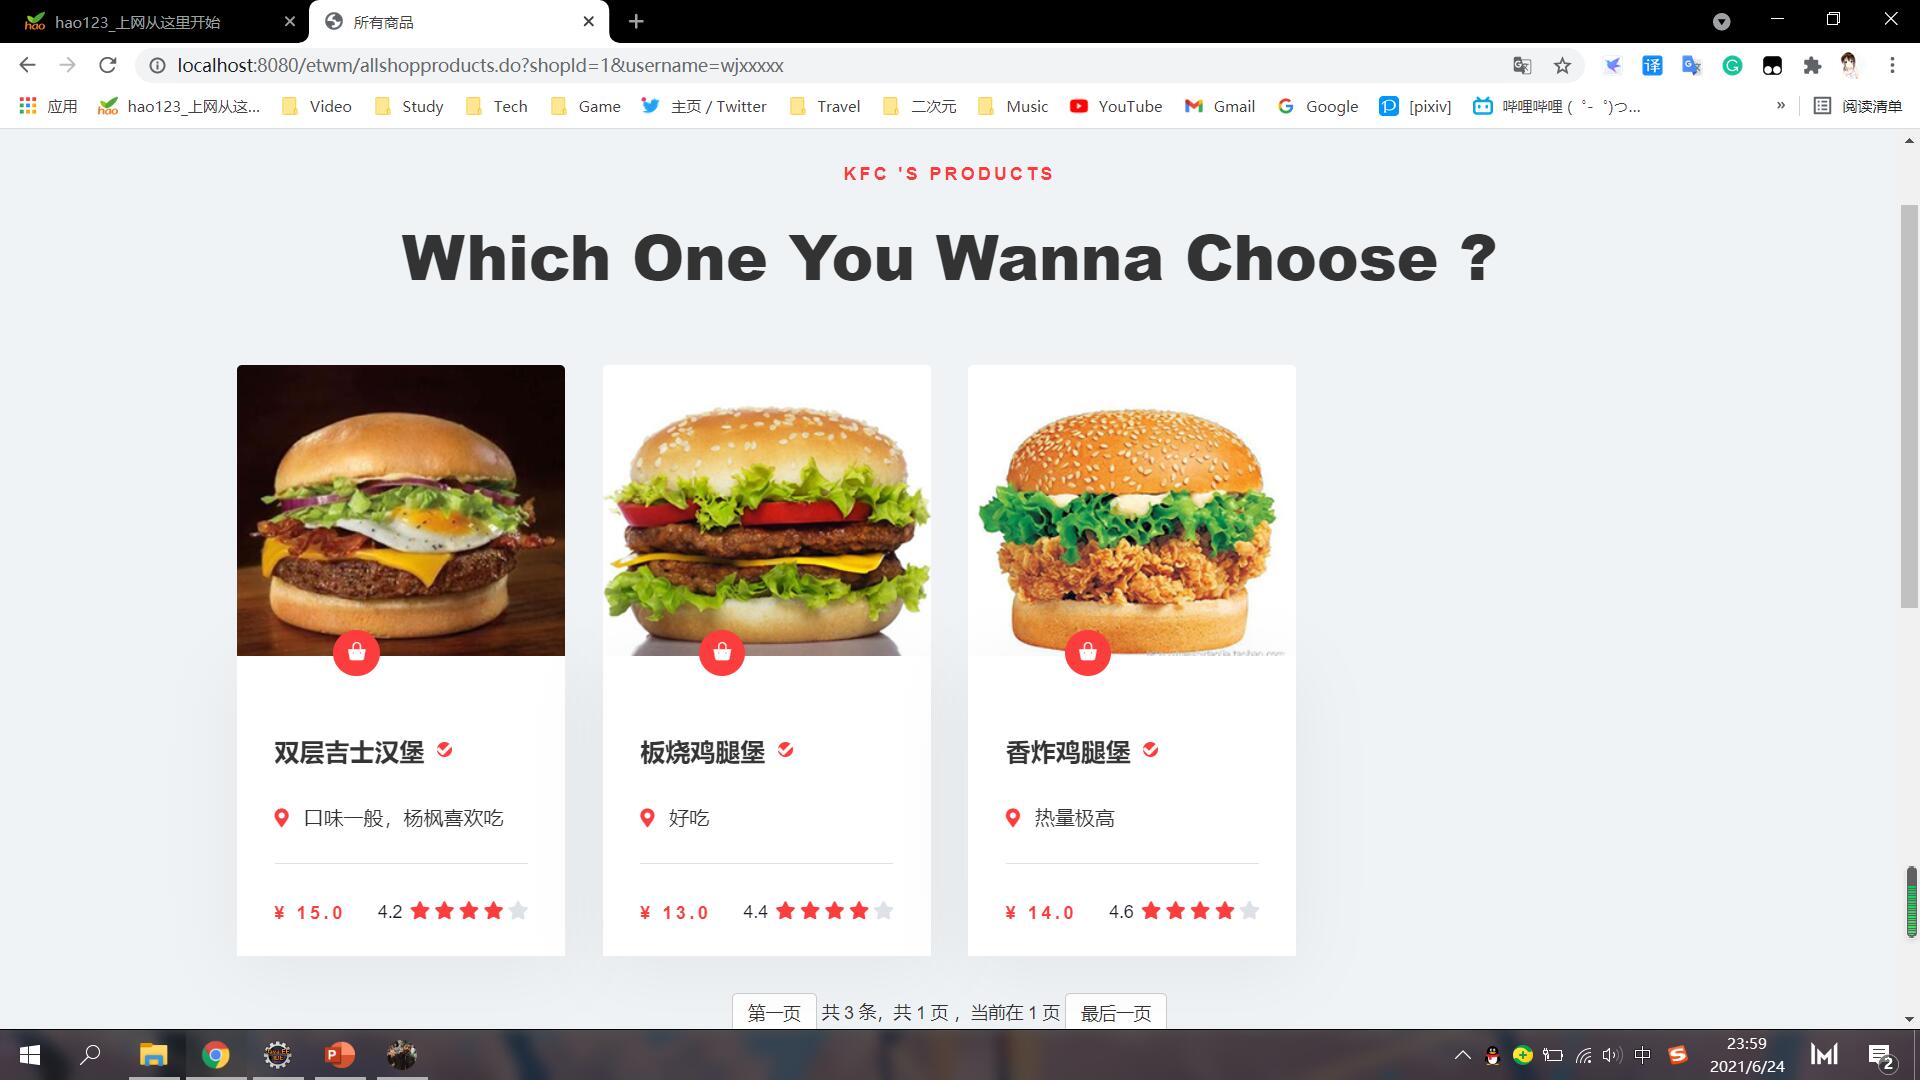 hao123_上网从这里开始
所有商品
localhost:8080/etwm/allshopproducts.do?shopId=1&username=wjxxxxx
应用 hao123_上网从这... Video Study Tech Game 主页 / Twitter Travel 二次元 Music YouTube Gmail Google [pixiv] 哔哩哔哩 ( ゜- ゜)つ... » 阅读清单
KFC 'S PRODUCTS
Which One You Wanna Choose ?
双层吉士汉堡
口味一般，杨枫喜欢吃
¥ 15.0 4.2
板烧鸡腿堡
好吃
¥ 13.0 4.4
香炸鸡腿堡
热量极高
¥ 14.0 4.6
第一页 共 3 条，共 1 页 ，当前在 1 页 最后一页
中
23:59
2021/6/24
2